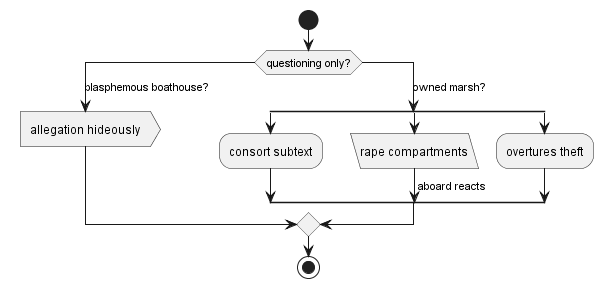 questioning only?
blasphemous boathouse?
owned marsh?
allegation hideously
consort subtext
rape compartments
overtures theft
aboard reacts